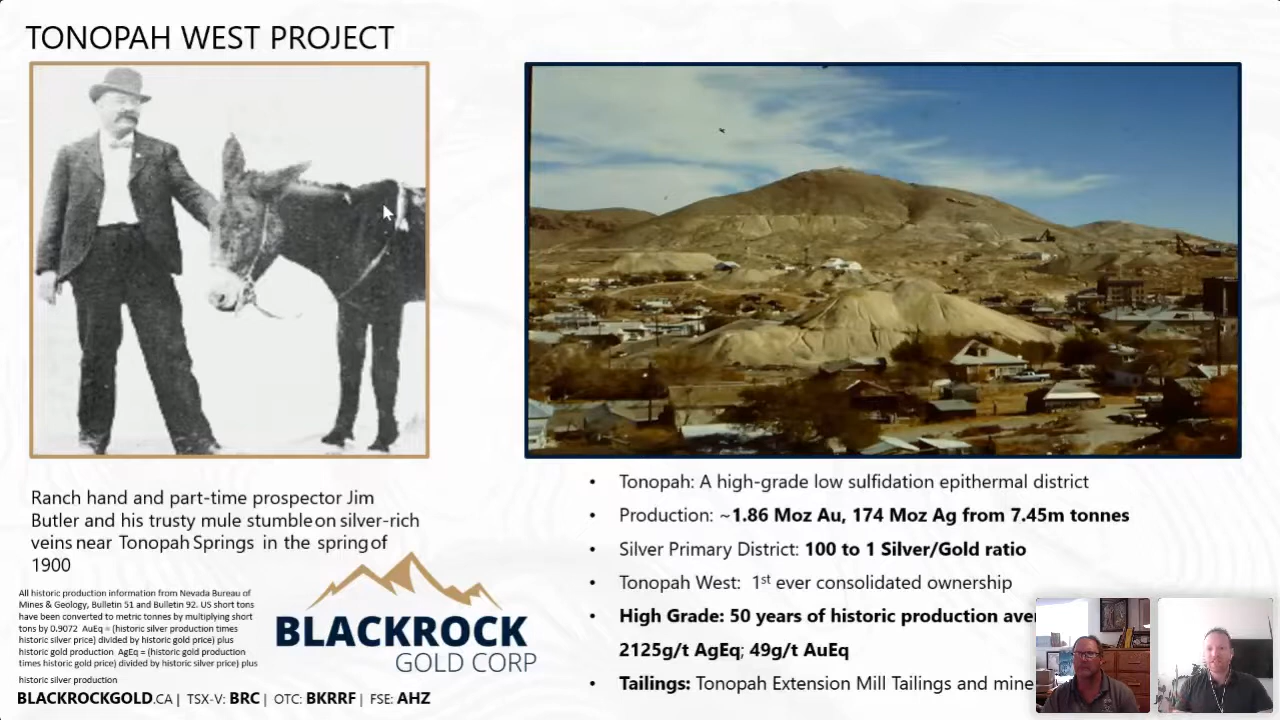 TONOPAH WEST PROJECT
Ranch hand and part-time prospector Jim
Butler and his trusty mule stumble on silver-rich
veins near Tonopah Springs in the spring of
1900
All historic production information from Nevada Bureau of
Mines & Geology, Bulletin 51 and Bulletin 92. US short tons
have been converted to metric tonnes by multiplying short
tons by 0.9072 AuEq = (historic silver production times
historic silver price) divided by historic gold price) plus
historic gold production AgEq = (historic gold production
times historic gold price) divided by historic silver price) plus
historic silver production
BLACKROCK
GOLD CORP
BLACKROCKGOLD.CA | TSX-V: BRC | OTC: BKRRF | FSE: AHZ
• Tonopah: A high-grade low sulfidation epithermal district
• Production: ~1.86 Moz Au, 174 Moz Ag from 7.45m tonnes
• Silver Primary District: 100 to 1 Silver/Gold ratio
• Tonopah West: 1st ever consolidated ownership
• High Grade: 50 years of historic production
2125g/t AgEq; 49g/t AuEq
• Tailings: Tonopah Extension Mill Tailings and mine